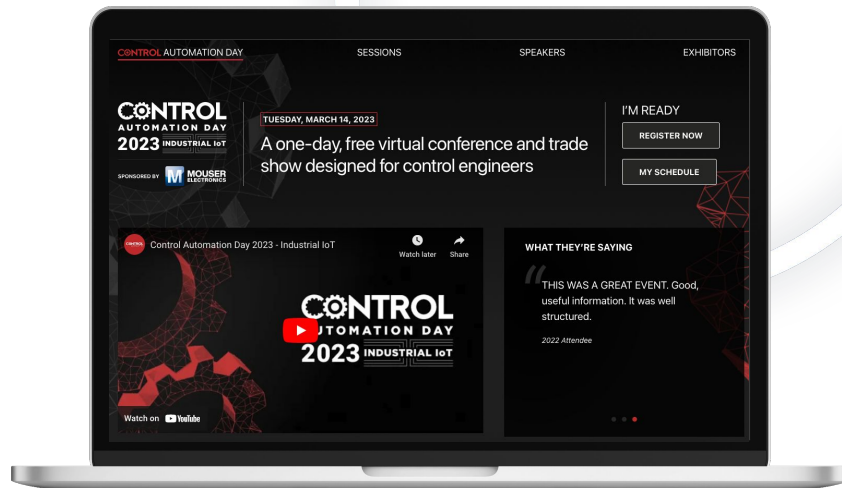 CONTROL AUTOMATION DAY
SESSIONS
SPEAKERS
EXHIBITORS
CONTROL
AUTOMATION DAY
2023 INDUSTRIAL IoT
SPONSORED BY M MOUSER
ELECTRONICS
TUESDAY, MARCH 14, 2023
A one-day, free virtual conference and trade
show designed for control engineers
I'M READY
REGISTER NOW
MY SCHEDULE
CONTROL
Control Automation Day 2023 - Industrial IoT
Watch later
Share
CONTROL
AUTOMATION DAY
2023 INDUSTRIAL IoT
Watch on YouTube
WHAT THEY'RE SAYING
“
THIS WAS A GREAT EVENT. Good,
useful information. It was well
structured.
2022 Attendee